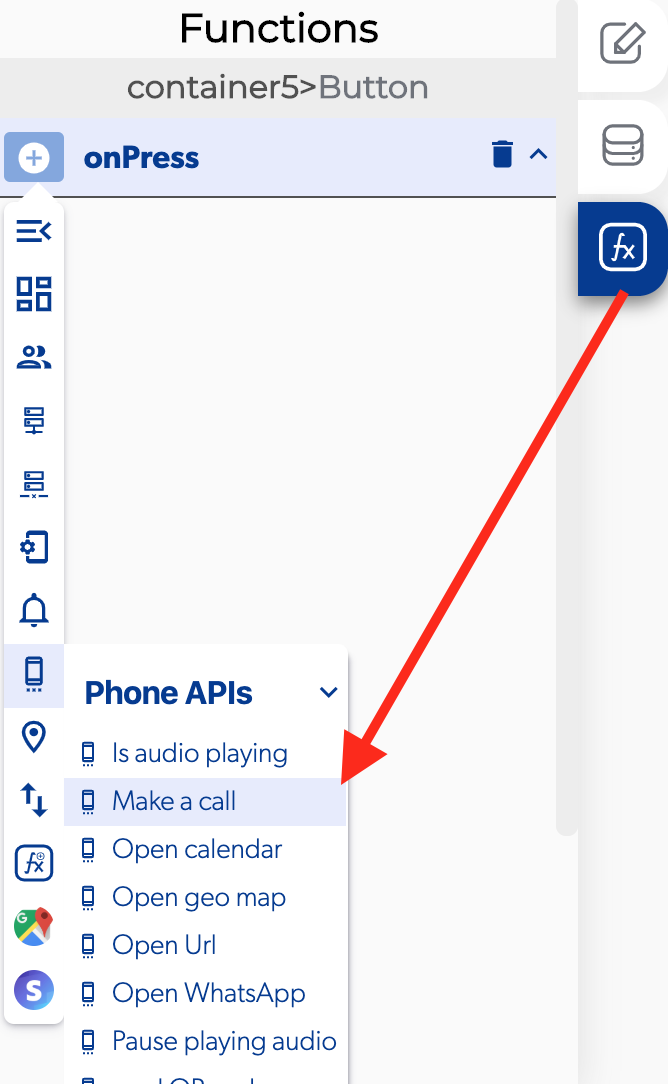 Functions
container5>Button
onPress
fx
Phone APIs
Is audio playing
Make a call
Open calendar
fx
Open geo map
G
Open Url
S
Open WhatsApp
Pause playing audio